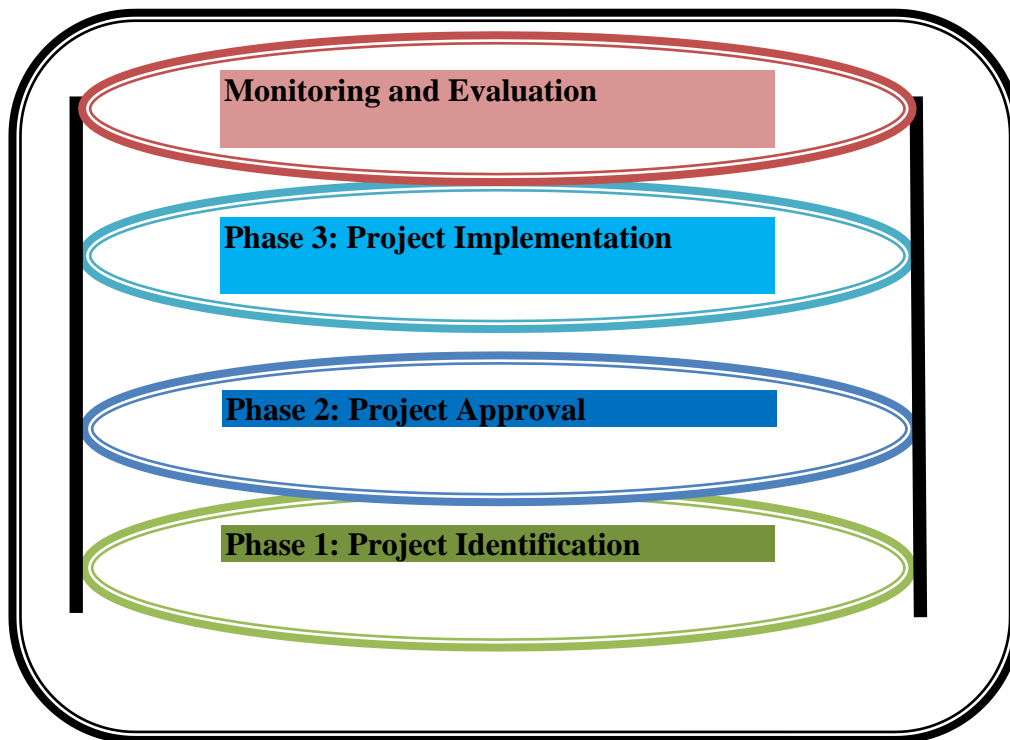 Monitoring and Evaluation
Phase 3: Project Implementation
Phase 2: Project Approval
Phase 1: Project Identification